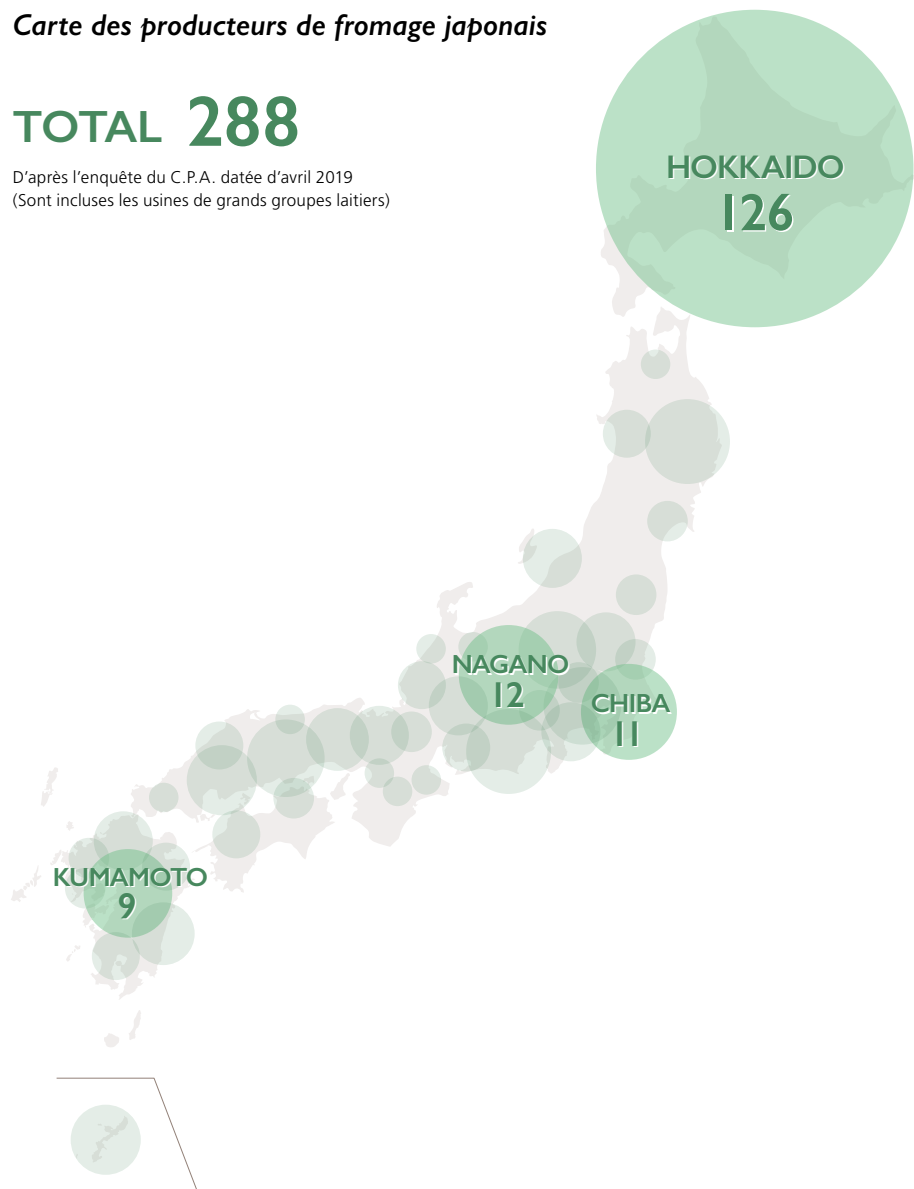 Carte des producteurs de fromage japonais
TOTAL 288
D'après l'enquête du C.P.A. datée d'avril 2019
(Sont incluses les usines de grands groupes laitiers)
HOKKAIDO
126
NAGANO
12
CHIBA
11
KUMAMOTO
9